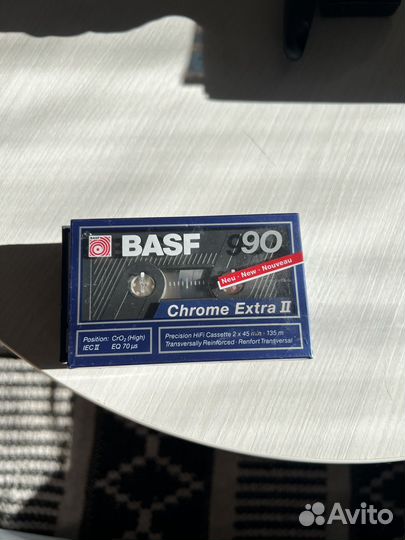 BASF
BASF 90
Neu · New · Nouveau
Chrome Extra II
Position: CrO₂ (High)
IEC II EQ 70 µs
Precision HiFi Cassette 2 x 45 min · 135 m
Transversally Reinforced · Renfort Transversal
Avito